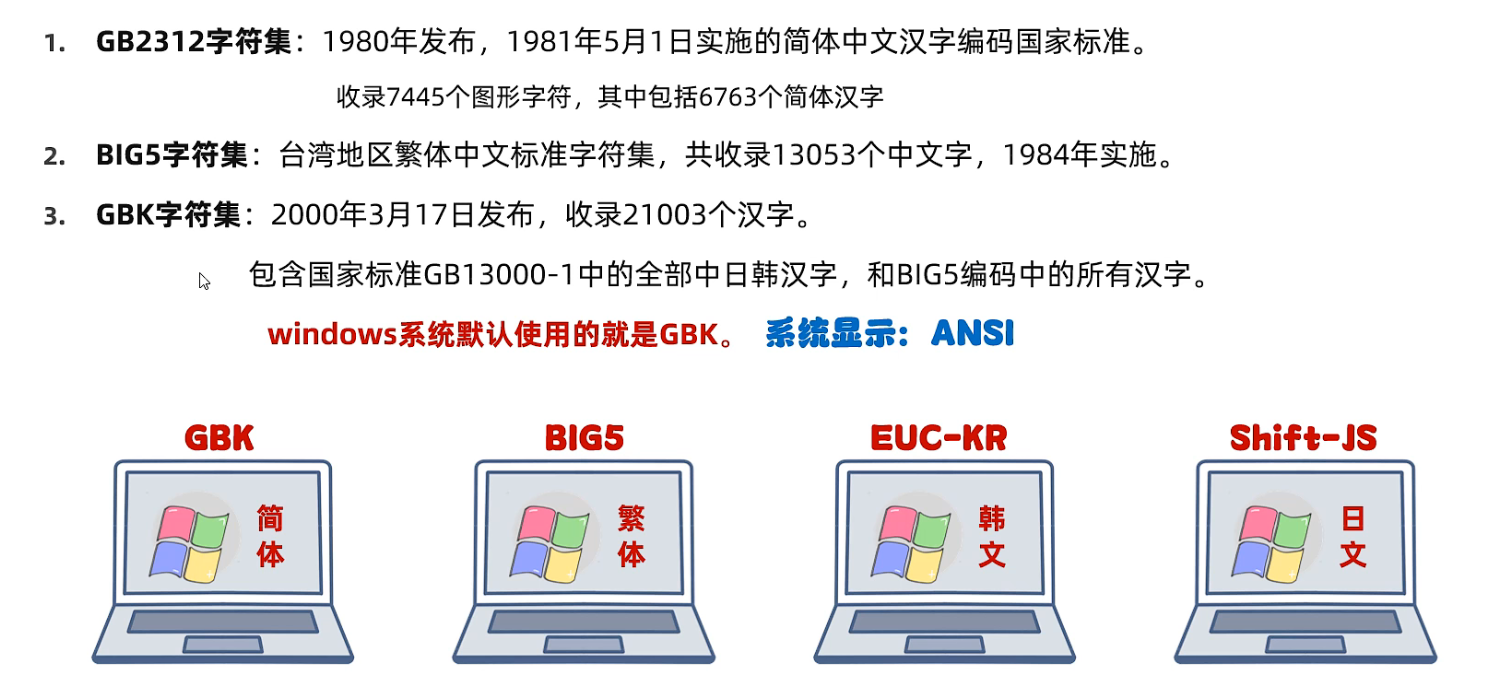 1. GB2312字符集：1980年发布，1981年5月1日实施的简体中文汉字编码国家标准。
收录7445个图形字符，其中包括6763个简体汉字
2. BIG5字符集：台湾地区繁体中文标准字符集，共收录13053个中文字，1984年实施。
3. GBK字符集：2000年3月17日发布，收录21003个汉字。
包含国家标准GB13000-1中的全部中日韩汉字，和BIG5编码中的所有汉字。
windows系统默认使用的就是GBK。 系统显示：ANSI
GBK BIG5 EUC-KR Shift-JS
简体 繁体 韩文 日文